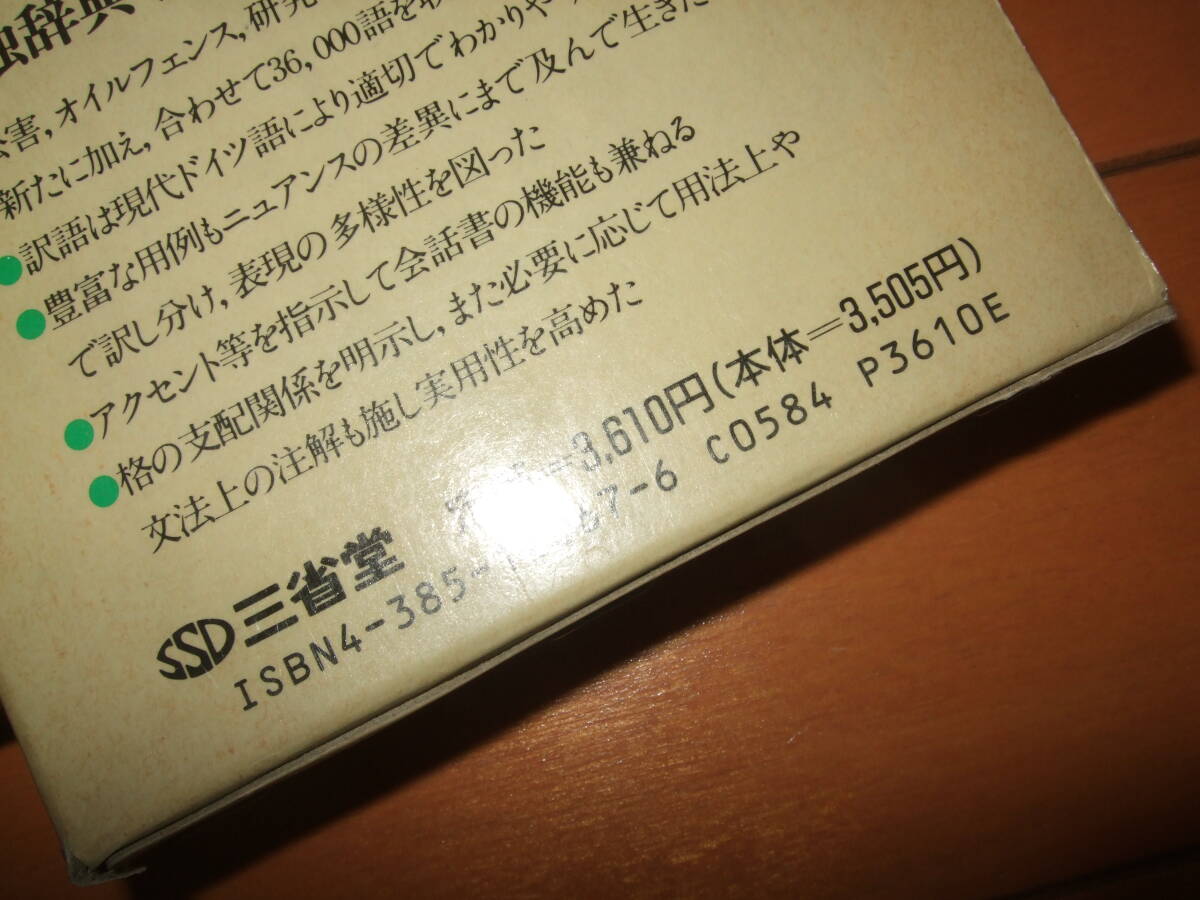 独辞典
公害,オイルフェンス,研究
新たに加え,合わせて36,000語を収
●訳語は現代ドイツ語により適切でわかりや
●豊富な用例もニュアンスの差異にまで及んで生きた
で訳し分け,表現の多様性を図った
●アクセント等を指示して会話書の機能も兼ねる
●格の支配関係を明示し,また必要に応じて用法上や
文法上の注解も施し実用性を高めた
SSD三省堂 定価=3,610円(本体=3,505円)
ISBN4-385- 67-6 C0584 P3610E